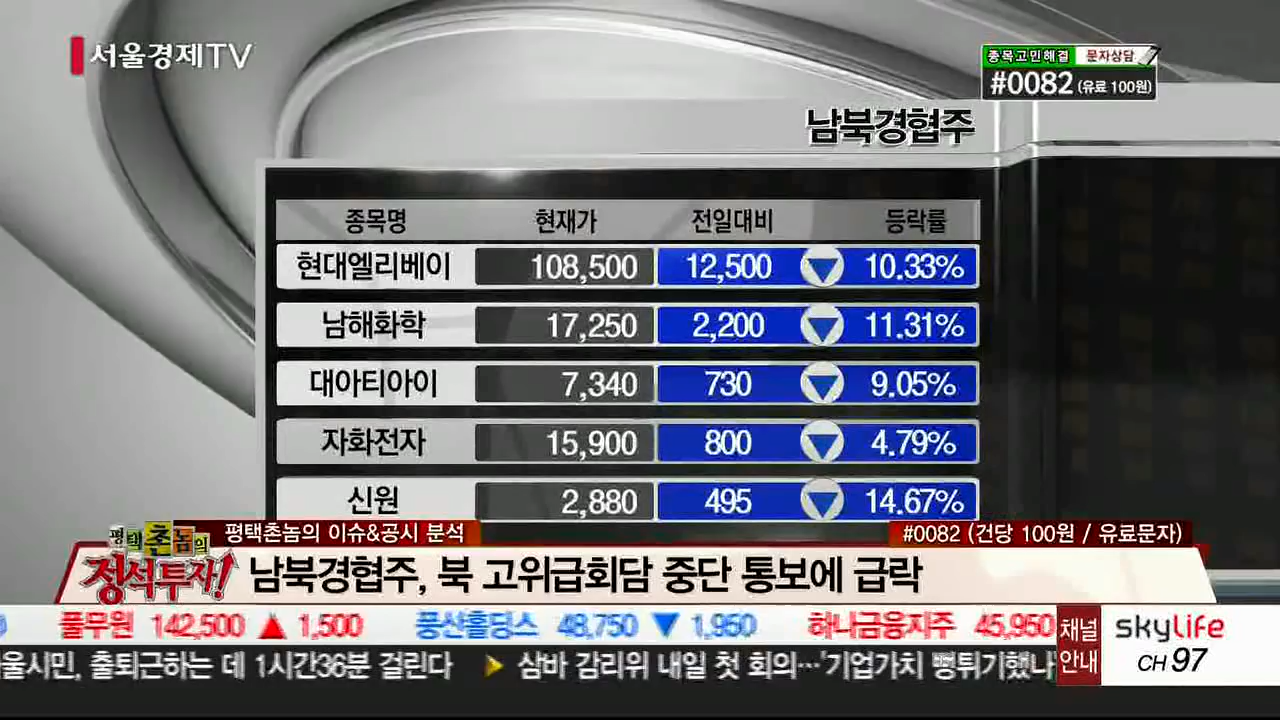 서울경제TV
종목고민해결 문자상담
#0082 (유료 100원)
남북경협주
종목명 현재가 전일대비 등락률
현대엘리베이 108,500 12,500 ▼ 10.33%
남해화학 17,250 2,200 ▼ 11.31%
대아티아이 7,340 730 ▼ 9.05%
자화전자 15,900 800 ▼ 4.79%
신원 2,880 495 ▼ 14.67%
평택촌놈의 정석투자!
평택촌놈의 이슈&공시 분석
#0082 (건당 100원 / 유료문자)
남북경협주, 북 고위급회담 중단 통보에 급락
풀무원 142,500 ▲ 1,500 풍산홀딩스 48,750 ▼ 1,950 하나금융지주 45,950
울시민, 출퇴근하는 데 1시간36분 걸린다 ▶ 삼바 감리위 내일 첫 회의…'기업가치 뻥튀기했나
채널안내
skylife
CH 97